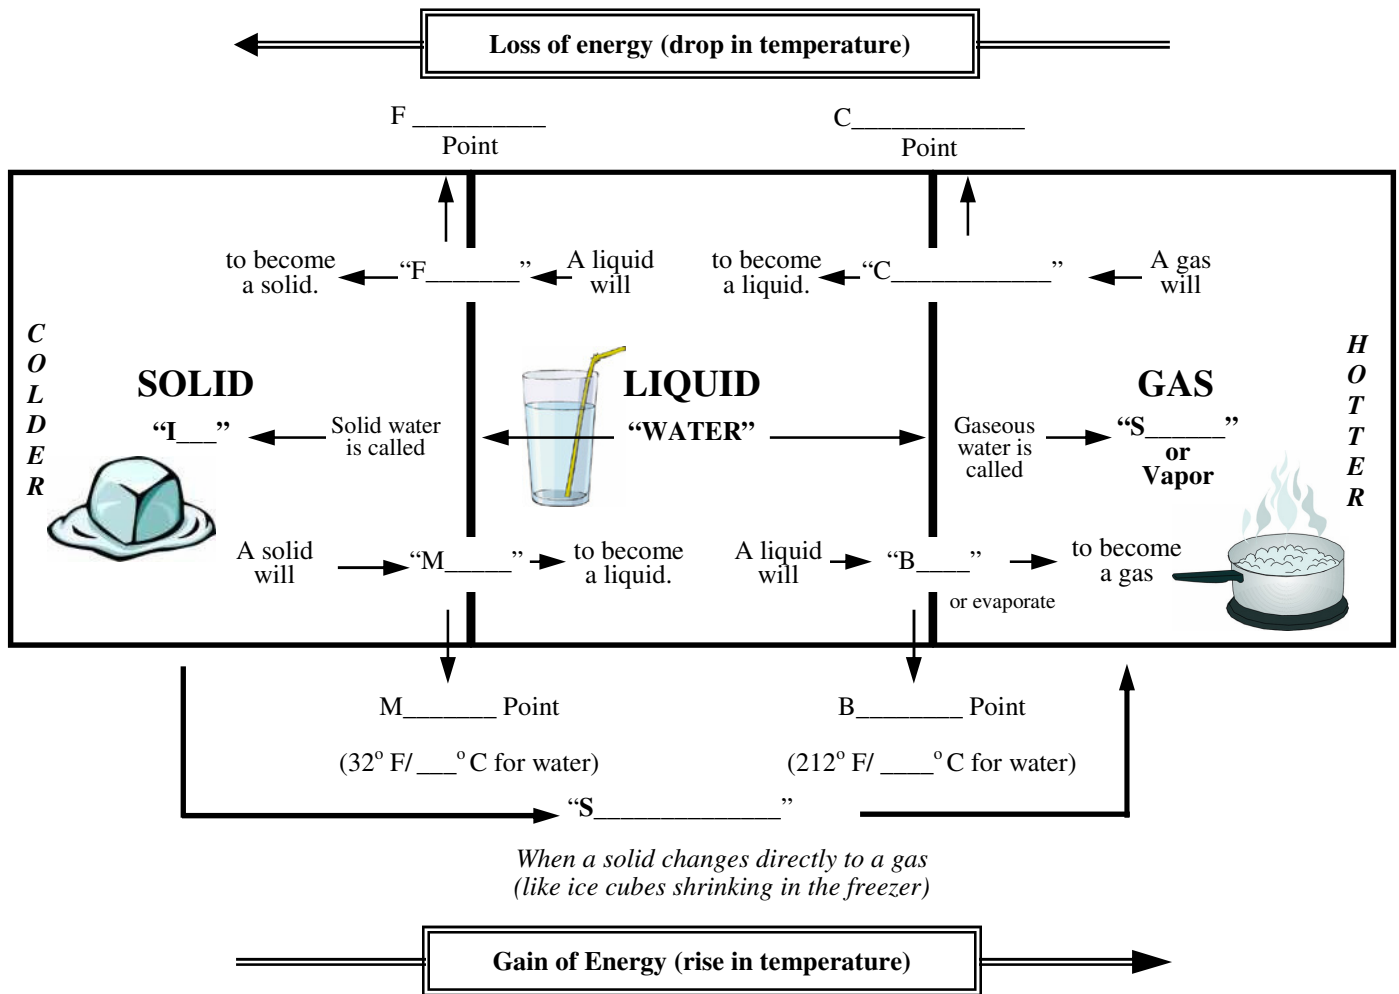 Loss of energy (drop in temperature)
F __________
Point
C_____________
Point
to become
a solid.
“F_______”
A liquid
will
to become
a liquid.
“C____________”
A gas
will
COLDER
HOTTER
SOLID
“I___”
Solid water
is called
LIQUID
“WATER”
Gaseous
water is
called
GAS
“S______”
or
Vapor
A solid
will
“M_____”
to become
a liquid.
A liquid
will
“B____”
or evaporate
to become
a gas
M_______ Point
(32° F/ ___° C for water)
B________ Point
(212° F/ ____° C for water)
“S______________”
When a solid changes directly to a gas
(like ice cubes shrinking in the freezer)
Gain of Energy (rise in temperature)